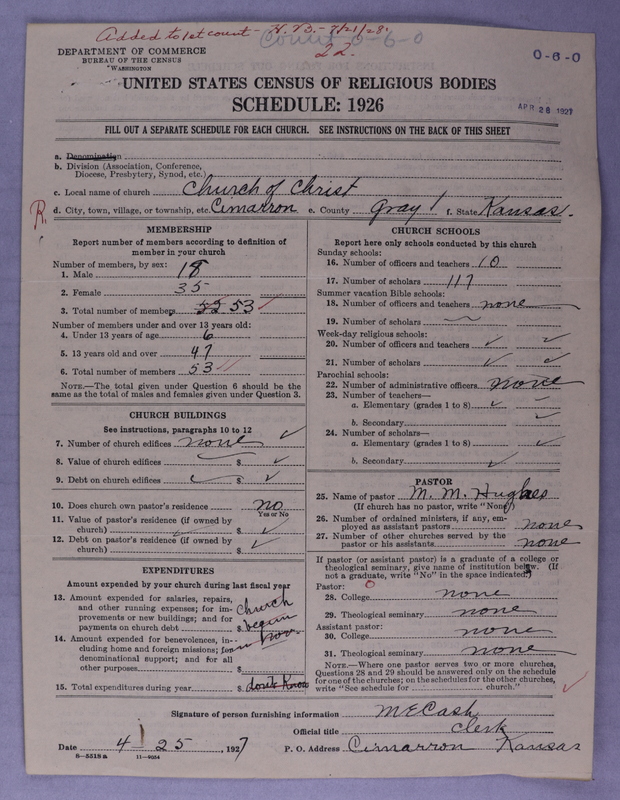 Added to 1st count - H.B. - 7/21/28.
Count 0-6-0
22.
DEPARTMENT OF COMMERCE
BUREAU OF THE CENSUS
WASHINGTON
0-6-0
UNITED STATES CENSUS OF RELIGIOUS BODIES
SCHEDULE: 1926
APR 28 1927
FILL OUT A SEPARATE SCHEDULE FOR EACH CHURCH. SEE INSTRUCTIONS ON THE BACK OF THIS SHEET
a. Denomination
b. Division (Association, Conference,
Diocese, Presbytery, Synod, etc.)
c. Local name of church Church of Christ
R.
d. City, town, village, or township, etc. Cimarron e. County Gray f. State Kansas.
MEMBERSHIP
Report number of members according to definition of
member in your church
Number of members, by sex:
1. Male 18
2. Female 35
3. Total number of members 53
Number of members under and over 13 years old:
4. Under 13 years of age 6
5. 13 years old and over 47
6. Total number of members 53
NOTE.—The total given under Question 6 should be the
same as the total of males and females given under Question 3.
CHURCH BUILDINGS
See instructions, paragraphs 10 to 12
7. Number of church edifices none
8. Value of church edifices $
9. Debt on church edifices $
10. Does church own pastor's residence no
Yes or No
11. Value of pastor's residence (if owned by
church) $
12. Debt on pastor's residence (if owned by
church) $
EXPENDITURES
Amount expended by your church during last fiscal year
13. Amount expended for salaries, repairs,
and other running expenses; for im-
provements or new buildings; and for
payments on church debt $ church begun
14. Amount expended for benevolences, in-
cluding home and foreign missions; for
denominational support; and for all
other purposes $
15. Total expenditures during year $ don't know
CHURCH SCHOOLS
Report here only schools conducted by this church
Sunday schools:
16. Number of officers and teachers 10
17. Number of scholars 117
Summer vacation Bible schools:
18. Number of officers and teachers none
19. Number of scholars
Week-day religious schools:
20. Number of officers and teachers
21. Number of scholars
Parochial schools:
22. Number of administrative officers none
23. Number of teachers—
a. Elementary (grades 1 to 8)
b. Secondary
24. Number of scholars—
a. Elementary (grades 1 to 8)
b. Secondary
PASTOR
25. Name of pastor M. M. Hughes
(If church has no pastor, write "None")
26. Number of ordained ministers, if any, em-
ployed as assistant pastors none
27. Number of other churches served by the
pastor or his assistants none
If pastor (or assistant pastor) is a graduate of a college or
theological seminary, give name of institution below. (If
not a graduate, write "No" in the space indicated.)
Pastor:
28. College none
29. Theological seminary none
Assistant pastor:
30. College none
31. Theological seminary none
NOTE.—Where one pastor serves two or more churches,
Questions 28 and 29 should be answered only on the schedule
for one of the churches; on the schedules for the other churches,
write "See schedule for church."
Signature of person furnishing information M E Cash
Official title clerk
Date 4 25, 1927 P. O. Address Cimarron Kansas
8—5518a 11—9034